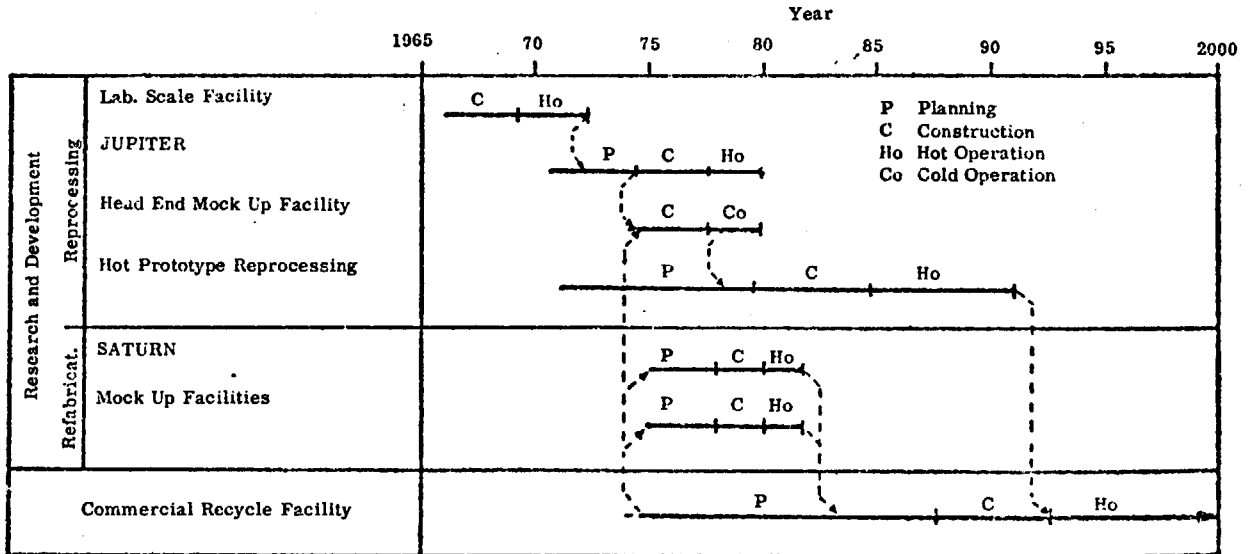 Year
1965 70 75 80 85 90 95 2000
Research and Development
Reprocessing
Lab. Scale Facility
C Ho
JUPITER
P C Ho
Head End Mock Up Facility
C Co
Hot Prototype Reprocessing
P C Ho
P Planning
C Construction
Ho Hot Operation
Co Cold Operation
Refabricat.
SATURN
P C Ho
Mock Up Facilities
P C Ho
Commercial Recycle Facility
P C Ho